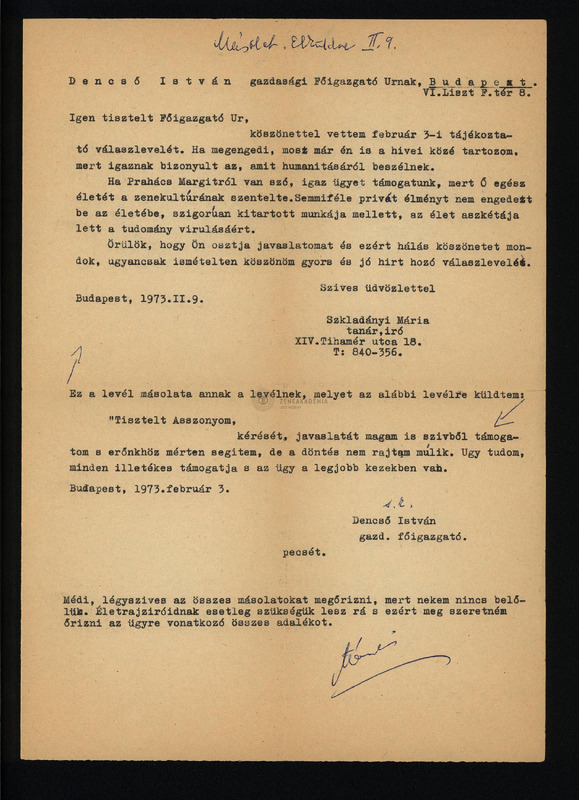 Másolat. Elküldve II. 9.
Dencső István gazdasági Főigazgató Urnak, Budapest.
VI.Liszt F.tér 8.
Igen tisztelt Főigazgató Ur,
köszönettel vettem február 3-i tájékozta-
tó válaszlevelét. Ha megengedi, most már én is a hivei közé tartozom,
mert igaznak bizonyult az, amit humanitásáról beszélnek.
Ha Prahács Margitról van szó, igaz ügyet támogatunk, mert Ő egész
életét a zenekultúrának szentelte.Semmiféle privát élményt nem engedett
be az életébe, szigorúan kitartott munkája mellett, az élet aszkétája
lett a tudomány virulásáért.
Örülök, hogy Ön osztja javaslatomat és ezért hálás köszönetet mon-
dok, ugyancsak ismételten köszönöm gyors és jó hirt hozó válaszlevelét.
Szives üdvözlettel
Budapest, 1973.II.9.
Szkladányi Mária
tanár,iró
XIV.Tihamér utca 18.
T: 840-356.
Ez a levél másolata annak a levélnek, melyet az alábbi levélre küldtem:
ZENEAKADÉMIA
"Tisztelt Asszonyom,
kérését, javaslatát magam is szivből támoga-
tom s erőnkhöz mérten segitem, de a döntés nem rajtam múlik. Ugy tudom,
minden illetékes támogatja s az ügy a legjobb kezekben van.
Budapest, 1973.február 3.
s.k.
Dencső István
gazd. főigazgató.
pecsét.
Médi, légyszives az összes másolatokat megőrizni, mert nekem nincs belő-
lük. Életrajziróidnak esetleg szükségük lesz rá s ezért meg szeretném
őrizni az ügyre vonatkozó összes adalékot.